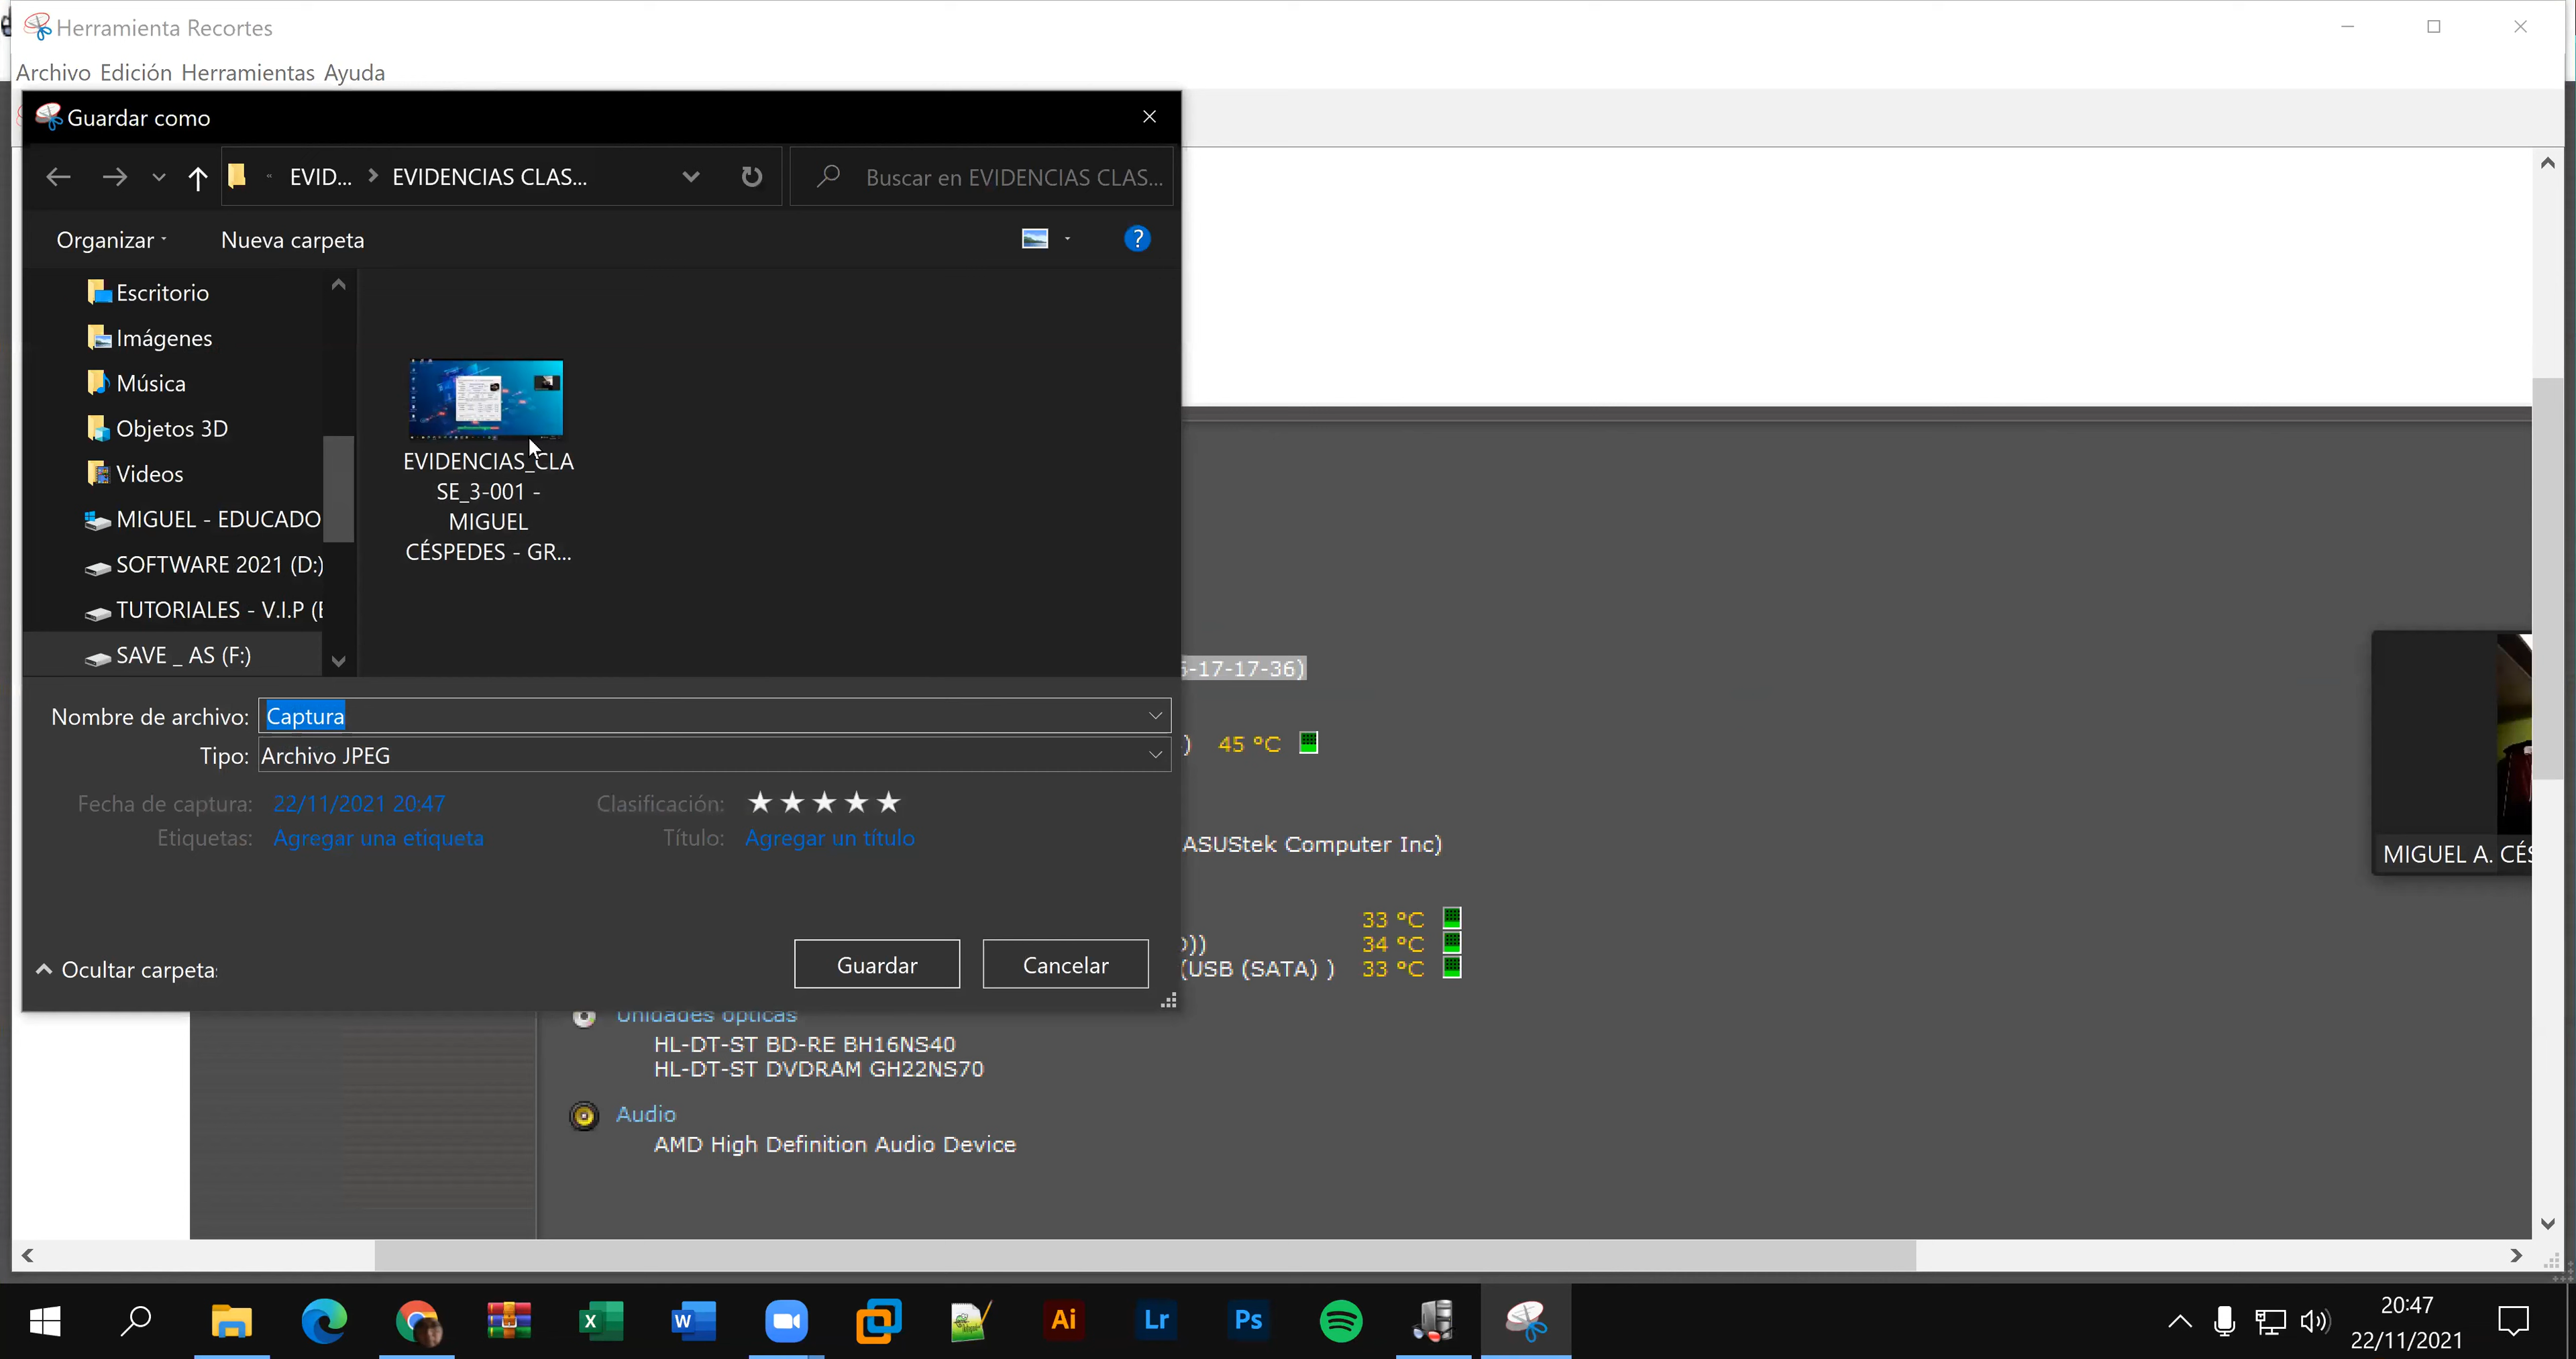 Herramienta Recortes
Archivo Edición Herramientas Ayuda
Guardar como
EVID... EVIDENCIAS CLAS...
Buscar en EVIDENCIAS CLAS...
Organizar
Nueva carpeta
Escritorio
Imágenes
Música
Objetos 3D
Videos
MIGUEL - EDUCADO
SOFTWARE 2021 (D:)
TUTORIALES - V.I.P (E
SAVE _ AS (F:)
EVIDENCIAS_CLA
SE_3-001 -
MIGUEL
CÉSPEDES - GR...
Nombre de archivo: Captura
Tipo: Archivo JPEG
Fecha de captura: 22/11/2021 20:47
Clasificación:
Etiquetas: Agregar una etiqueta
Título: Agregar un título
Ocultar carpetas
Guardar
Cancelar
-17-17-36)
) 45 °C
ASUStek Computer Inc)
33 °C
)) 34 °C
(USB (SATA) ) 33 °C
MIGUEL A. CÉS
Unidades ópticas
HL-DT-ST BD-RE BH16NS40
HL-DT-ST DVDRAM GH22NS70
Audio
AMD High Definition Audio Device
Ai
Lr
Ps
20:47
22/11/2021